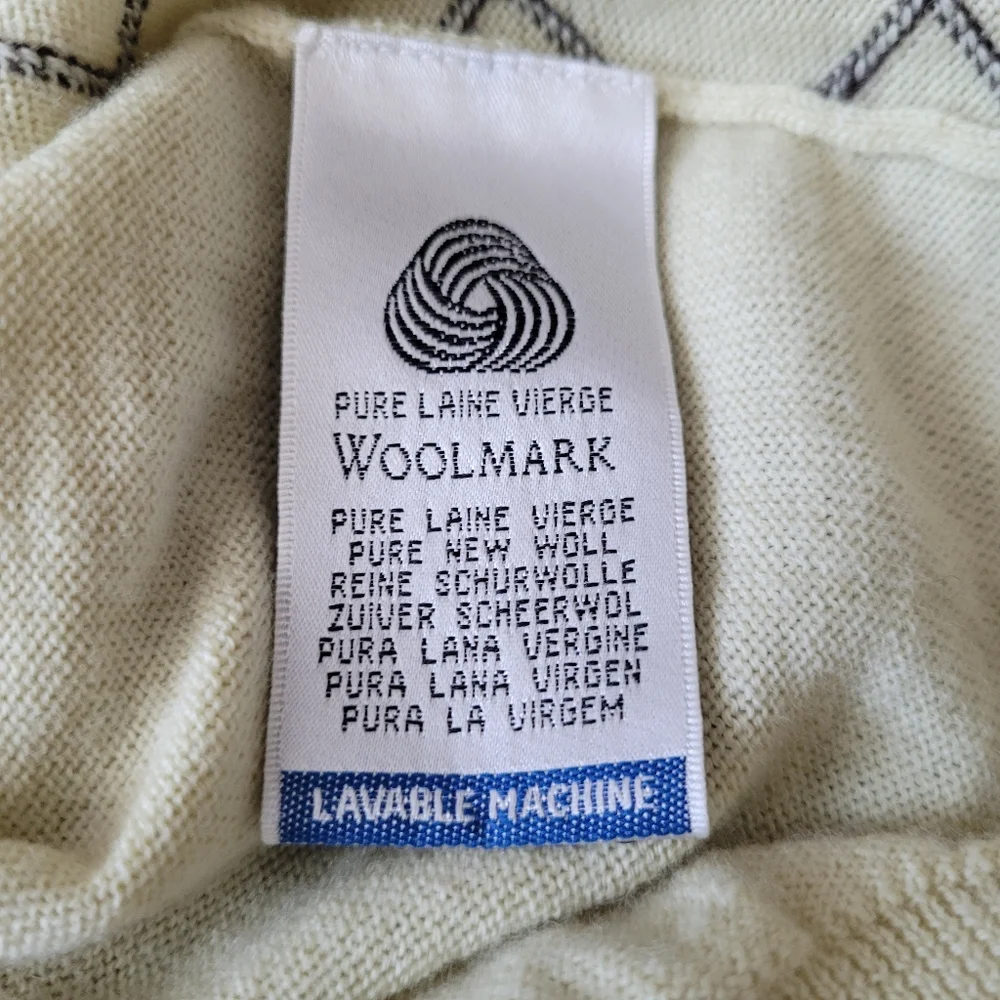 PURE LAINE VIERGE
WOOLMARK
PURE LAINE VIERGE
PURE NEW WOLL
REINE SCHURWOLLE
ZUIVER SCHEERWOL
PURA LANA VERGINE
PURA LANA VIRGEN
PURA LA VIRGEM
LAVABLE MACHINE